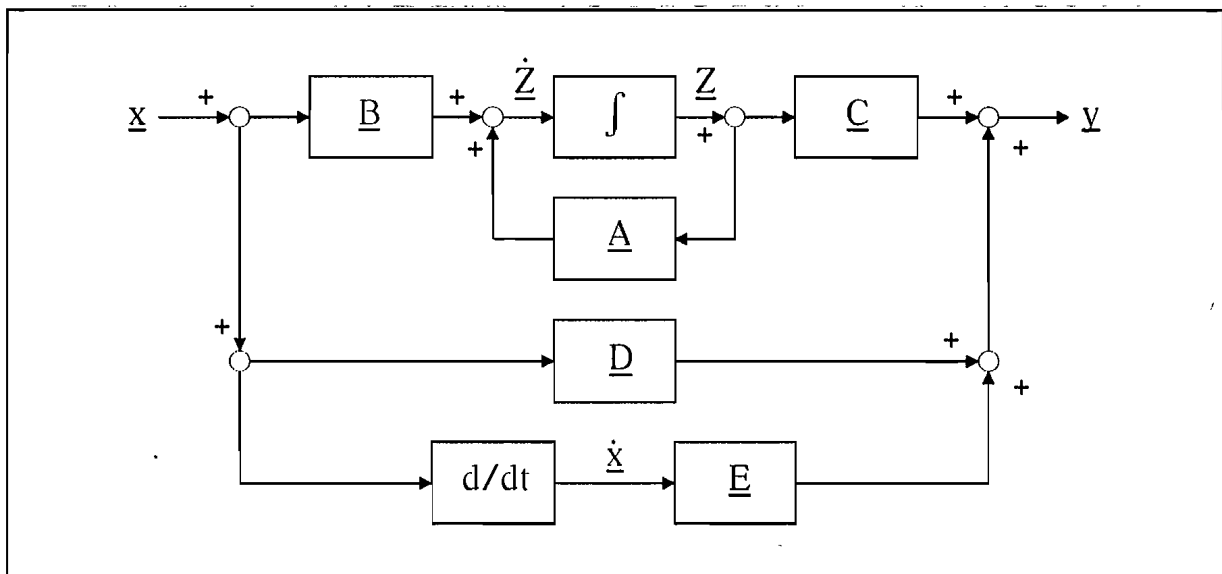 + + Ż Z +
x B ∫ C y
+ + +
A
+ +
D
+
ẋ
d/dt E